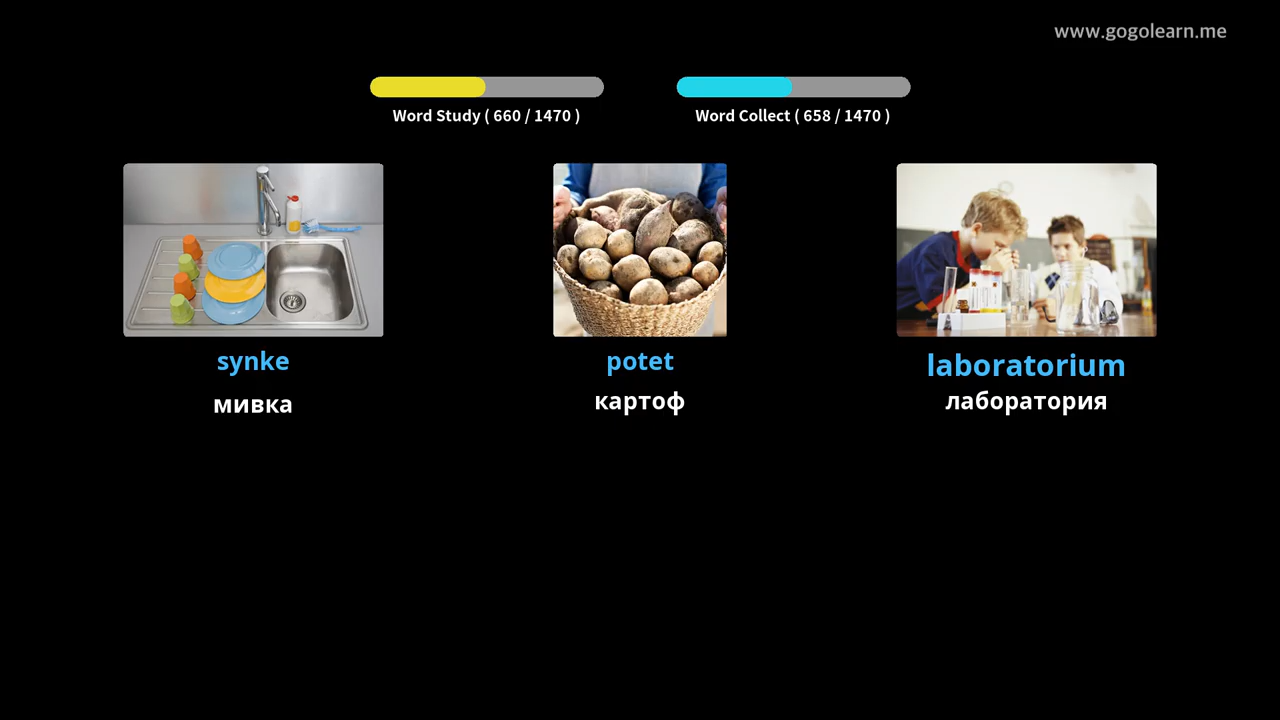 www.gogolearn.me
Word Study ( 660 / 1470 )
Word Collect ( 658 / 1470 )
synke
potet
laboratorium
мивка
картоф
лаборатория